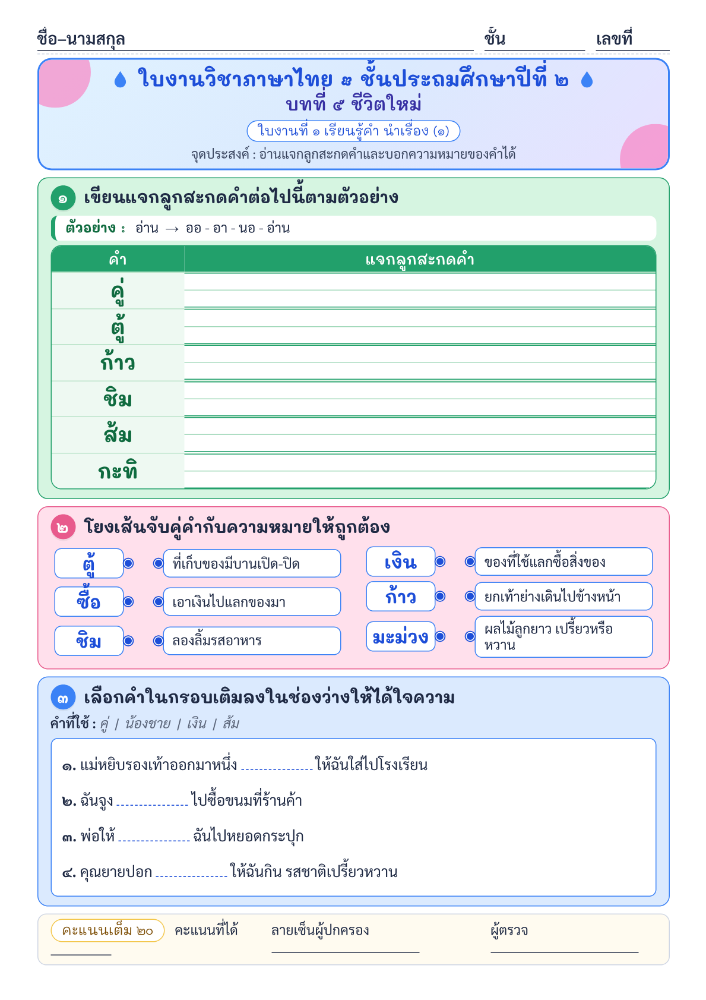 ชื่อ–นามสกุล ชั้น เลขที่
ใบงานวิชาภาษาไทย ๕ ชั้นประถมศึกษาปีที่ ๒
บทที่ ๕ ชีวิตใหม่
ใบงานที่ ๑ เรียนรู้คำ นำเรื่อง (๑)
จุดประสงค์ : อ่านแจกลูกสะกดคำและบอกความหมายของคำได้
๑ เขียนแจกลูกสะกดคำต่อไปนี้ตามตัวอย่าง
ตัวอย่าง : อ่าน → ออ - อา - นอ - อ่าน
คำ แจกลูกสะกดคำ
คู่
ตู้
ก้าว
ชิม
ส้ม
กะทิ
๒ โยงเส้นจับคู่คำกับความหมายให้ถูกต้อง
ตู้ ที่เก็บของมีบานเปิด-ปิด
ซื้อ เอาเงินไปแลกของมา
ชิม ลองลิ้มรสอาหาร
เงิน ของที่ใช้แลกซื้อสิ่งของ
ก้าว ยกเท้าย่างเดินไปข้างหน้า
มะม่วง ผลไม้ลูกยาว เปรี้ยวหรือ
หวาน
๓ เลือกคำในกรอบเติมลงในช่องว่างให้ได้ใจความ
คำที่ใช้ : คู่ / น้องชาย / เงิน / ส้ม
๑. แม่หยิบรองเท้าออกมาหนึ่ง ................ ให้ฉันใส่ไปโรงเรียน
๒. ฉันจูง ................ ไปซื้อขนมที่ร้านค้า
๓. พ่อให้ ................ ฉันไปหยอดกระปุก
๔. คุณยายปอก ................ ให้ฉันกิน รสชาติเปรี้ยวหวาน
คะแนนเต็ม ๒๐ คะแนนที่ได้ ลายเซ็นผู้ปกครอง ผู้ตรวจ